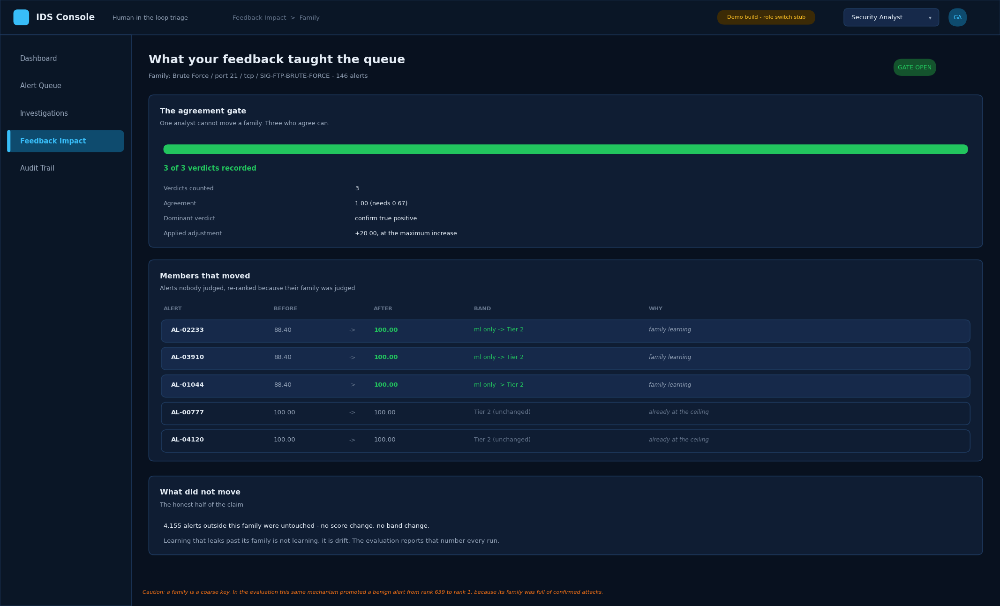 IDS Console
Human-in-the-loop triage
Feedback Impact > Family
Demo build - role switch stub
Security Analyst ▾
GA
Dashboard
Alert Queue
Investigations
Feedback Impact
Audit Trail
What your feedback taught the queue
Family: Brute Force / port 21 / tcp / SIG-FTP-BRUTE-FORCE - 146 alerts
GATE OPEN
The agreement gate
One analyst cannot move a family. Three who agree can.
3 of 3 verdicts recorded
Verdicts counted 3
Agreement 1.00 (needs 0.67)
Dominant verdict confirm true positive
Applied adjustment +20.00, at the maximum increase
Members that moved
Alerts nobody judged, re-ranked because their family was judged
ALERT BEFORE AFTER BAND WHY
AL-02233 88.40 -> 100.00 ml only -> Tier 2 family learning
AL-03910 88.40 -> 100.00 ml only -> Tier 2 family learning
AL-01044 88.40 -> 100.00 ml only -> Tier 2 family learning
AL-00777 100.00 -> 100.00 Tier 2 (unchanged) already at the ceiling
AL-04120 100.00 -> 100.00 Tier 2 (unchanged) already at the ceiling
What did not move
The honest half of the claim
4,155 alerts outside this family were untouched - no score change, no band change.
Learning that leaks past its family is not learning, it is drift. The evaluation reports that number every run.
Caution: a family is a coarse key. In the evaluation this same mechanism promoted a benign alert from rank 639 to rank 1, because its family was full of confirmed attacks.